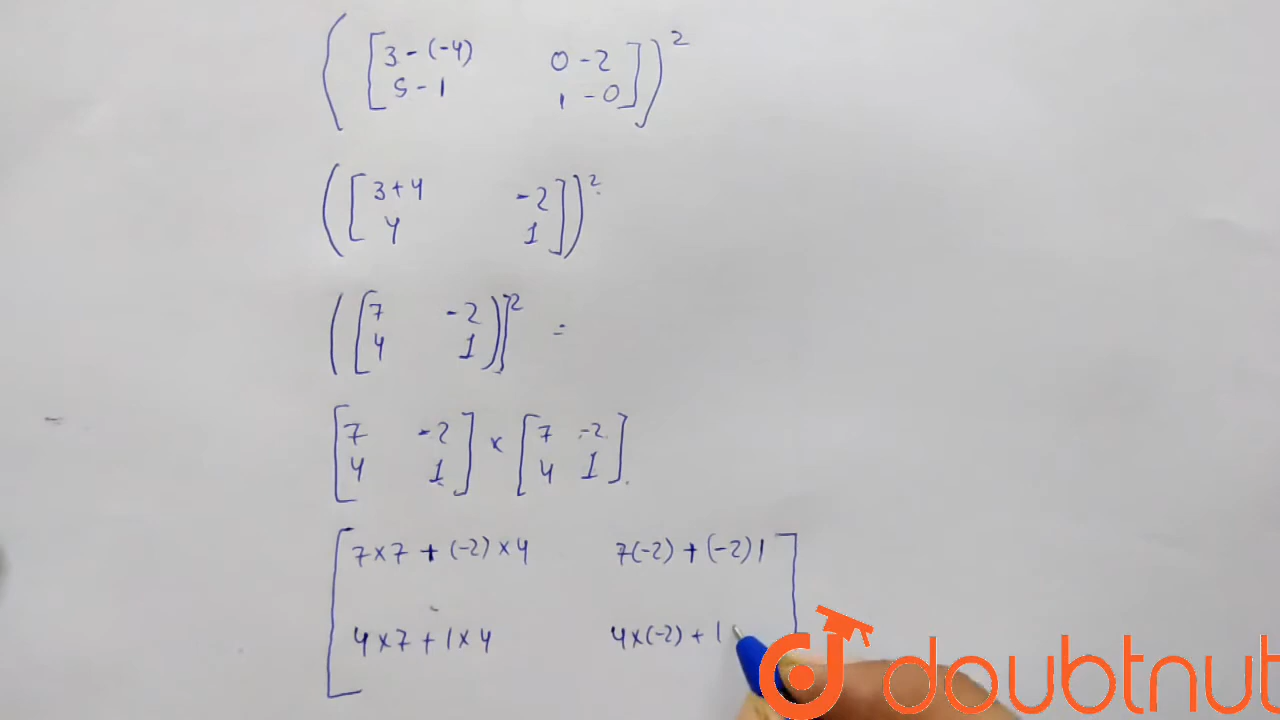 ( [ 3 - (-4)   0 - 2
5 - 1   1 - 0 ] )²
( [ 3 + 4   -2
4   1 ] )²
( [ 7   -2
4   1 ) ]² =
[ 7   -2
4   1 ] × [ 7   -2
4   1 ]
[ 7 × 7 + (-2) × 4   7(-2) + (-2) 1
4 × 7 + 1 × 4   4 × (-2) + 1 ]
doubtnut